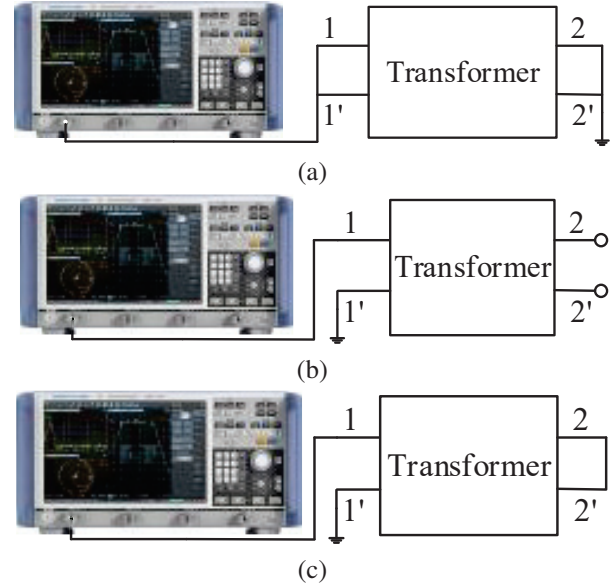 1 2
Transformer
1' 2'
(a)
1 2
Transformer
1' 2'
(b)
1 2
Transformer
1' 2'
(c)